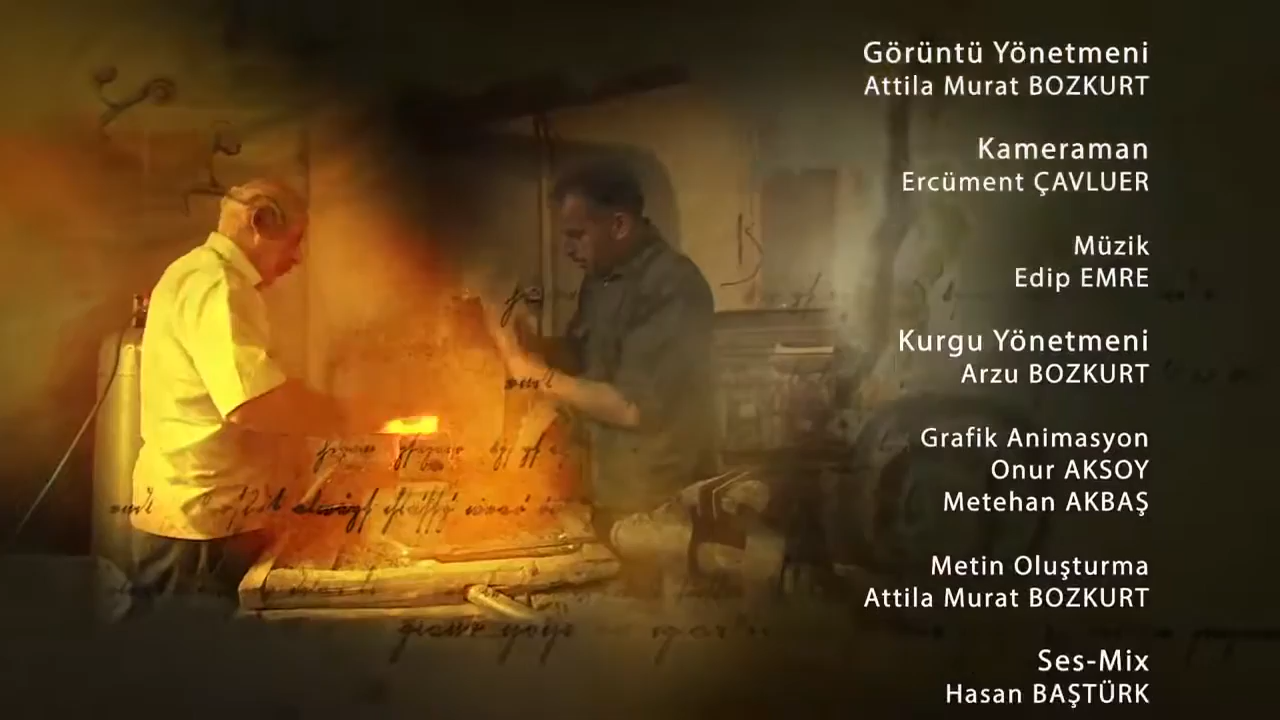 Görüntü Yönetmeni
Attila Murat BOZKURT
Kameraman
Ercüment ÇAVLUER
Müzik
Edip EMRE
Kurgu Yönetmeni
Arzu BOZKURT
Grafik Animasyon
Onur AKSOY
Metehan AKBAŞ
Metin Oluşturma
Attila Murat BOZKURT
Ses-Mix
Hasan BAŞTÜRK